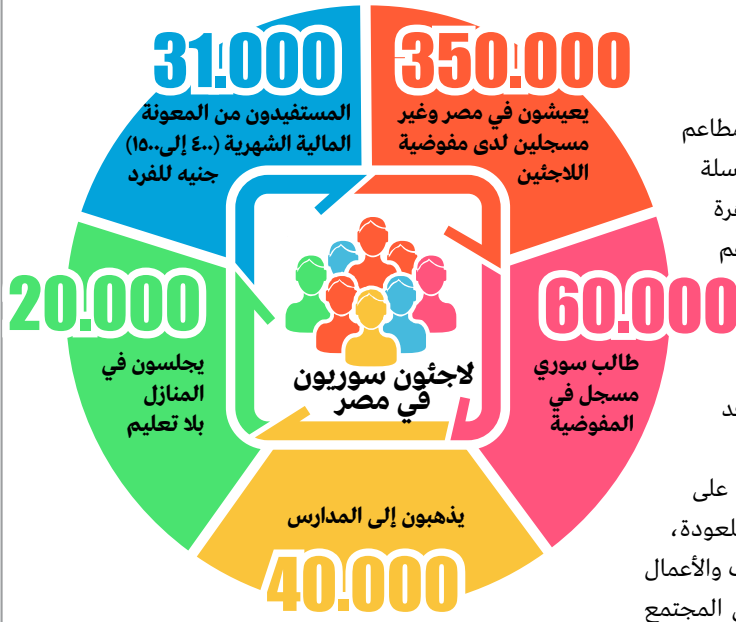 350.000
يعيشون في مصر وغير
مسجلين لدى مفوضية
اللاجئين
60.000
طالب سوري
مسجل في
المفوضية
40.000
يذهبون إلى المدارس
20.000
يجلسون في
المنازل
بلا تعليم
31.000
المستفيدون من المعونة
المالية الشهرية (٤٠٠ إلى ١٥٠٠)
جنيه للفرد
لاجئون سوريون
في مصر
على
للعودة،
والأعمال
المجتمع